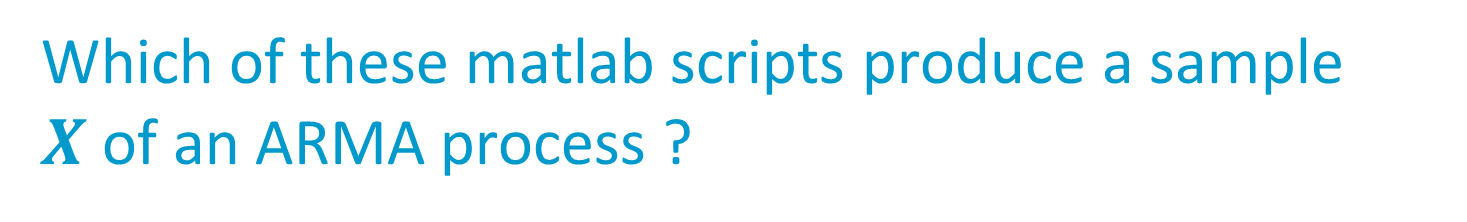 Which of these matlab scripts produce a sample
X of an ARMA process ?